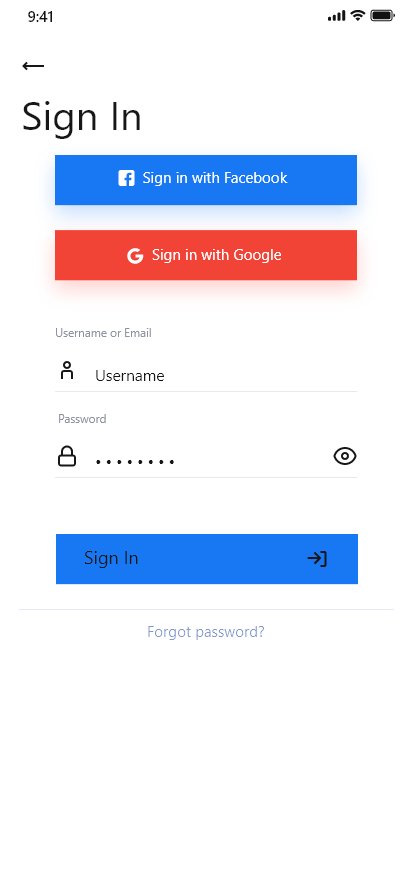 9:41
Sign In
Sign in with Facebook
Sign in with Google
Username or Email
Username
Password
Sign In
Forgot password?